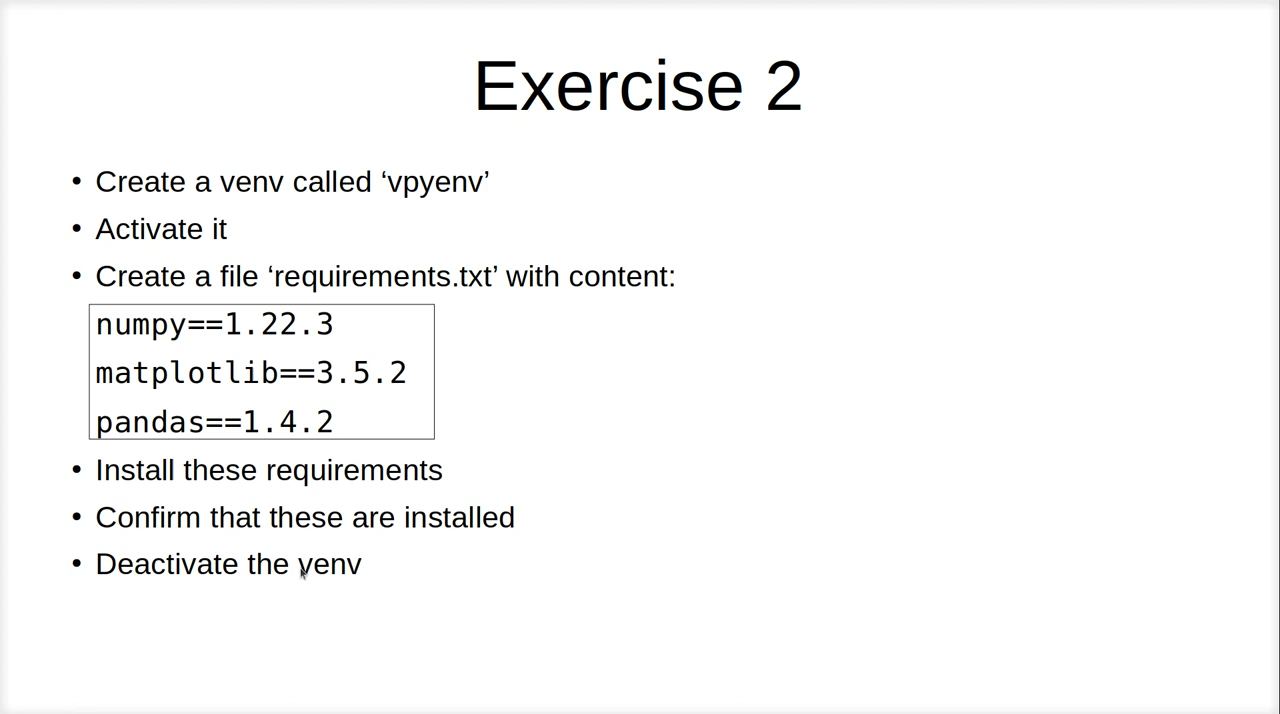 Exercise 2
• Create a venv called ‘vpyenv’
• Activate it
• Create a file ‘requirements.txt’ with content:
numpy==1.22.3
matplotlib==3.5.2
pandas==1.4.2
• Install these requirements
• Confirm that these are installed
• Deactivate the venv